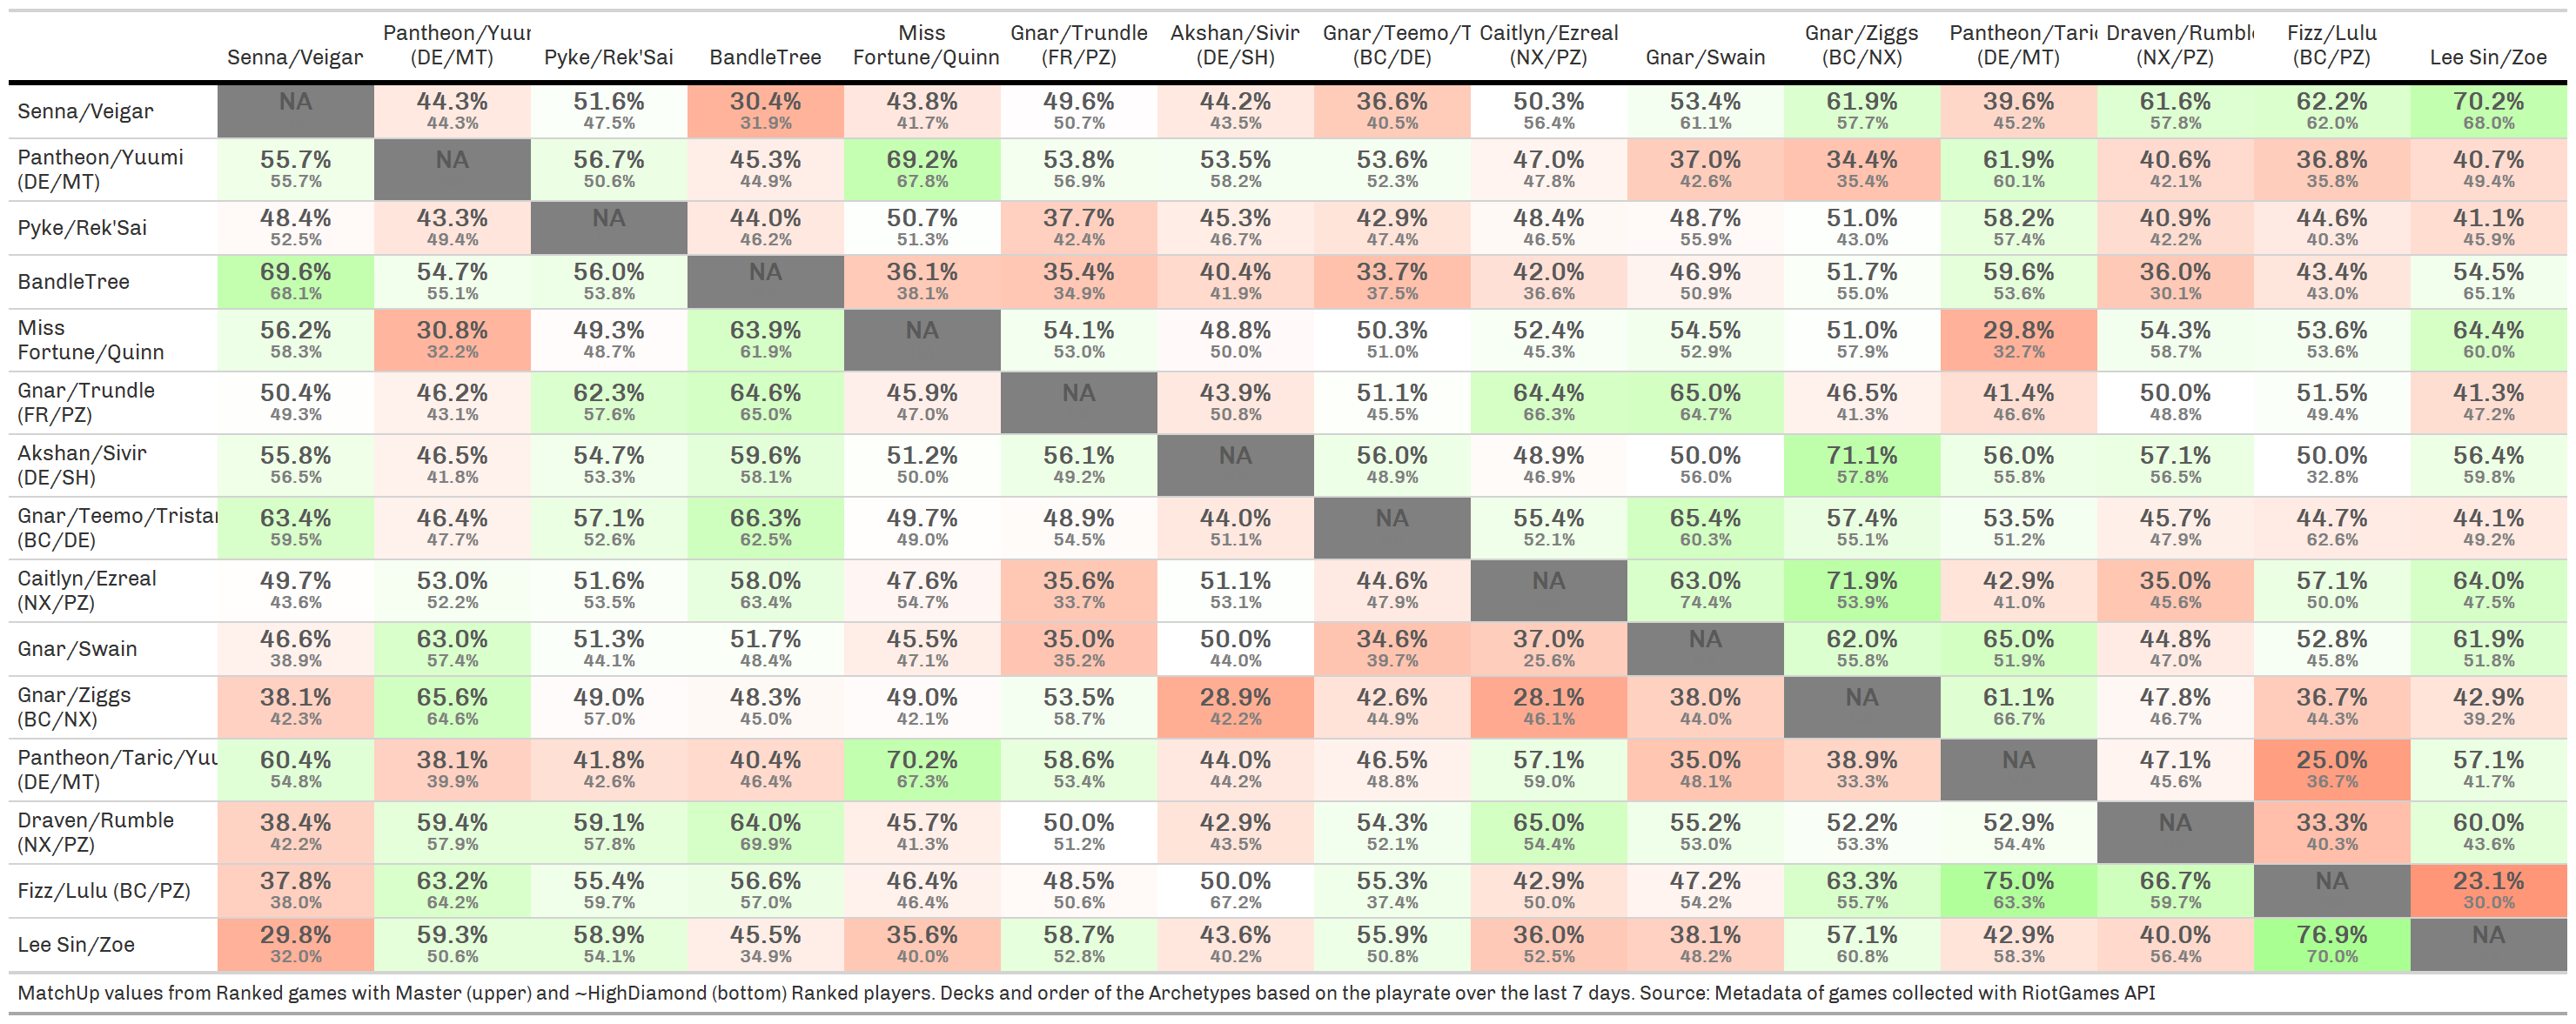 Senna/Veigar Pantheon/Yuur (DE/MT) Pyke/Rek'Sai BandleTree Miss Fortune/Quinn Gnar/Trundle (FR/PZ) Akshan/Sivir (DE/SH) Gnar/Teemo/T (BC/DE) Caitlyn/Ezreal (NX/PZ) Gnar/Swain Gnar/Ziggs (BC/NX) Pantheon/Taric (DE/MT) Draven/Rumbl (NX/PZ) Fizz/Lulu (BC/PZ) Lee Sin/Zoe
Senna/Veigar NA 44.3% 51.6% 30.4% 43.8% 49.6% 44.2% 36.6% 50.3% 53.4% 61.9% 39.6% 61.6% 62.2% 70.2%
44.3% 47.5% 31.9% 41.7% 50.7% 43.5% 40.5% 56.4% 61.1% 57.7% 45.2% 57.8% 62.0% 68.0%
Pantheon/Yuumi 55.7% NA 56.7% 45.3% 69.2% 53.8% 53.5% 53.6% 47.0% 37.0% 34.4% 61.9% 40.6% 36.8% 40.7%
(DE/MT) 55.7% 50.6% 44.9% 67.8% 56.9% 58.2% 52.3% 47.8% 42.6% 35.4% 60.1% 42.1% 35.8% 49.4%
Pyke/Rek'Sai 48.4% 43.3% NA 44.0% 50.7% 37.7% 45.3% 42.9% 48.4% 48.7% 51.0% 58.2% 40.9% 44.6% 41.1%
52.5% 49.4% 46.2% 51.3% 42.4% 46.7% 47.4% 46.5% 55.9% 43.0% 57.4% 42.2% 40.3% 45.9%
BandleTree 69.6% 54.7% 56.0% NA 36.1% 35.4% 40.4% 33.7% 42.0% 46.9% 51.7% 59.6% 36.0% 43.4% 54.5%
68.1% 55.1% 53.8% 38.1% 34.9% 41.9% 37.5% 36.6% 50.9% 55.0% 53.6% 30.1% 43.0% 65.1%
Miss 56.2% 30.8% 49.3% 63.9% NA 54.1% 48.8% 50.3% 52.4% 54.5% 51.0% 29.8% 54.3% 53.6% 64.4%
Fortune/Quinn 58.3% 32.2% 48.7% 61.9% 53.0% 50.0% 51.0% 45.3% 52.9% 57.9% 32.7% 58.7% 53.6% 60.0%
Gnar/Trundle 50.4% 46.2% 62.3% 64.6% 45.9% NA 43.9% 51.1% 64.4% 65.0% 46.5% 41.4% 50.0% 51.5% 41.3%
(FR/PZ) 49.3% 43.1% 57.6% 65.0% 47.0% 50.8% 45.5% 66.3% 64.7% 41.3% 46.6% 48.8% 49.4% 47.2%
Akshan/Sivir 55.8% 46.5% 54.7% 59.6% 51.2% 56.1% NA 56.0% 48.9% 50.0% 71.1% 56.0% 57.1% 50.0% 56.4%
(DE/SH) 56.5% 41.8% 53.3% 58.1% 50.0% 49.2% 48.9% 46.9% 56.0% 57.8% 55.8% 56.5% 32.8% 59.8%
Gnar/Teemo/Tristar 63.4% 46.4% 57.1% 66.3% 49.7% 48.9% 44.0% NA 55.4% 65.4% 57.4% 53.5% 45.7% 44.7% 44.1%
(BC/DE) 59.5% 47.7% 52.6% 62.5% 49.0% 54.5% 51.1% 52.1% 60.3% 55.1% 51.2% 47.9% 62.6% 49.2%
Caitlyn/Ezreal 49.7% 53.0% 51.6% 58.0% 47.6% 35.6% 51.1% 44.6% NA 63.0% 71.9% 42.9% 35.0% 57.1% 64.0%
(NX/PZ) 43.6% 52.2% 53.5% 63.4% 54.7% 33.7% 53.1% 47.9% 74.4% 53.9% 41.0% 45.6% 50.0% 47.5%
Gnar/Swain 46.6% 63.0% 51.3% 51.7% 45.5% 35.0% 50.0% 34.6% 37.0% NA 62.0% 65.0% 44.8% 52.8% 61.9%
38.9% 57.4% 44.1% 48.4% 47.1% 35.2% 44.0% 39.7% 25.6% 55.8% 51.9% 47.0% 45.8% 51.8%
Gnar/Ziggs 38.1% 65.6% 49.0% 48.3% 49.0% 53.5% 28.9% 42.6% 28.1% 38.0% NA 61.1% 47.8% 36.7% 42.9%
(BC/NX) 42.3% 64.6% 57.0% 45.0% 42.1% 58.7% 42.2% 44.9% 46.1% 44.0% 66.7% 46.7% 44.3% 39.2%
Pantheon/Taric/Yuu 60.4% 38.1% 41.8% 40.4% 70.2% 58.6% 44.0% 46.5% 57.1% 35.0% 38.9% NA 47.1% 25.0% 57.1%
(DE/MT) 54.8% 39.9% 42.6% 46.4% 67.3% 53.4% 44.2% 48.8% 59.0% 48.1% 33.3% 45.6% 36.7% 41.7%
Draven/Rumble 38.4% 59.4% 59.1% 64.0% 45.7% 50.0% 42.9% 54.3% 65.0% 55.2% 52.2% 52.9% NA 33.3% 60.0%
(NX/PZ) 42.2% 57.9% 57.8% 69.9% 41.3% 51.2% 43.5% 52.1% 54.4% 53.0% 53.3% 54.4% 40.3% 43.6%
Fizz/Lulu (BC/PZ) 37.8% 63.2% 55.4% 56.6% 46.4% 48.5% 50.0% 55.3% 42.9% 47.2% 63.3% 75.0% 66.7% NA 23.1%
38.0% 64.2% 59.7% 57.0% 46.4% 50.6% 67.2% 37.4% 50.0% 54.2% 55.7% 63.3% 59.7% 30.0%
Lee Sin/Zoe 29.8% 59.3% 58.9% 45.5% 35.6% 58.7% 43.6% 55.9% 36.0% 38.1% 57.1% 42.9% 40.0% 76.9% NA
32.0% 50.6% 54.1% 34.9% 40.0% 52.8% 40.2% 50.8% 52.5% 48.2% 60.8% 58.3% 56.4% 70.0%
MatchUp values from Ranked games with Master (upper) and ~HighDiamond (bottom) Ranked players. Decks and order of the Archetypes based on the playrate over the last 7 days. Source: Metadata of games collected with RiotGames API